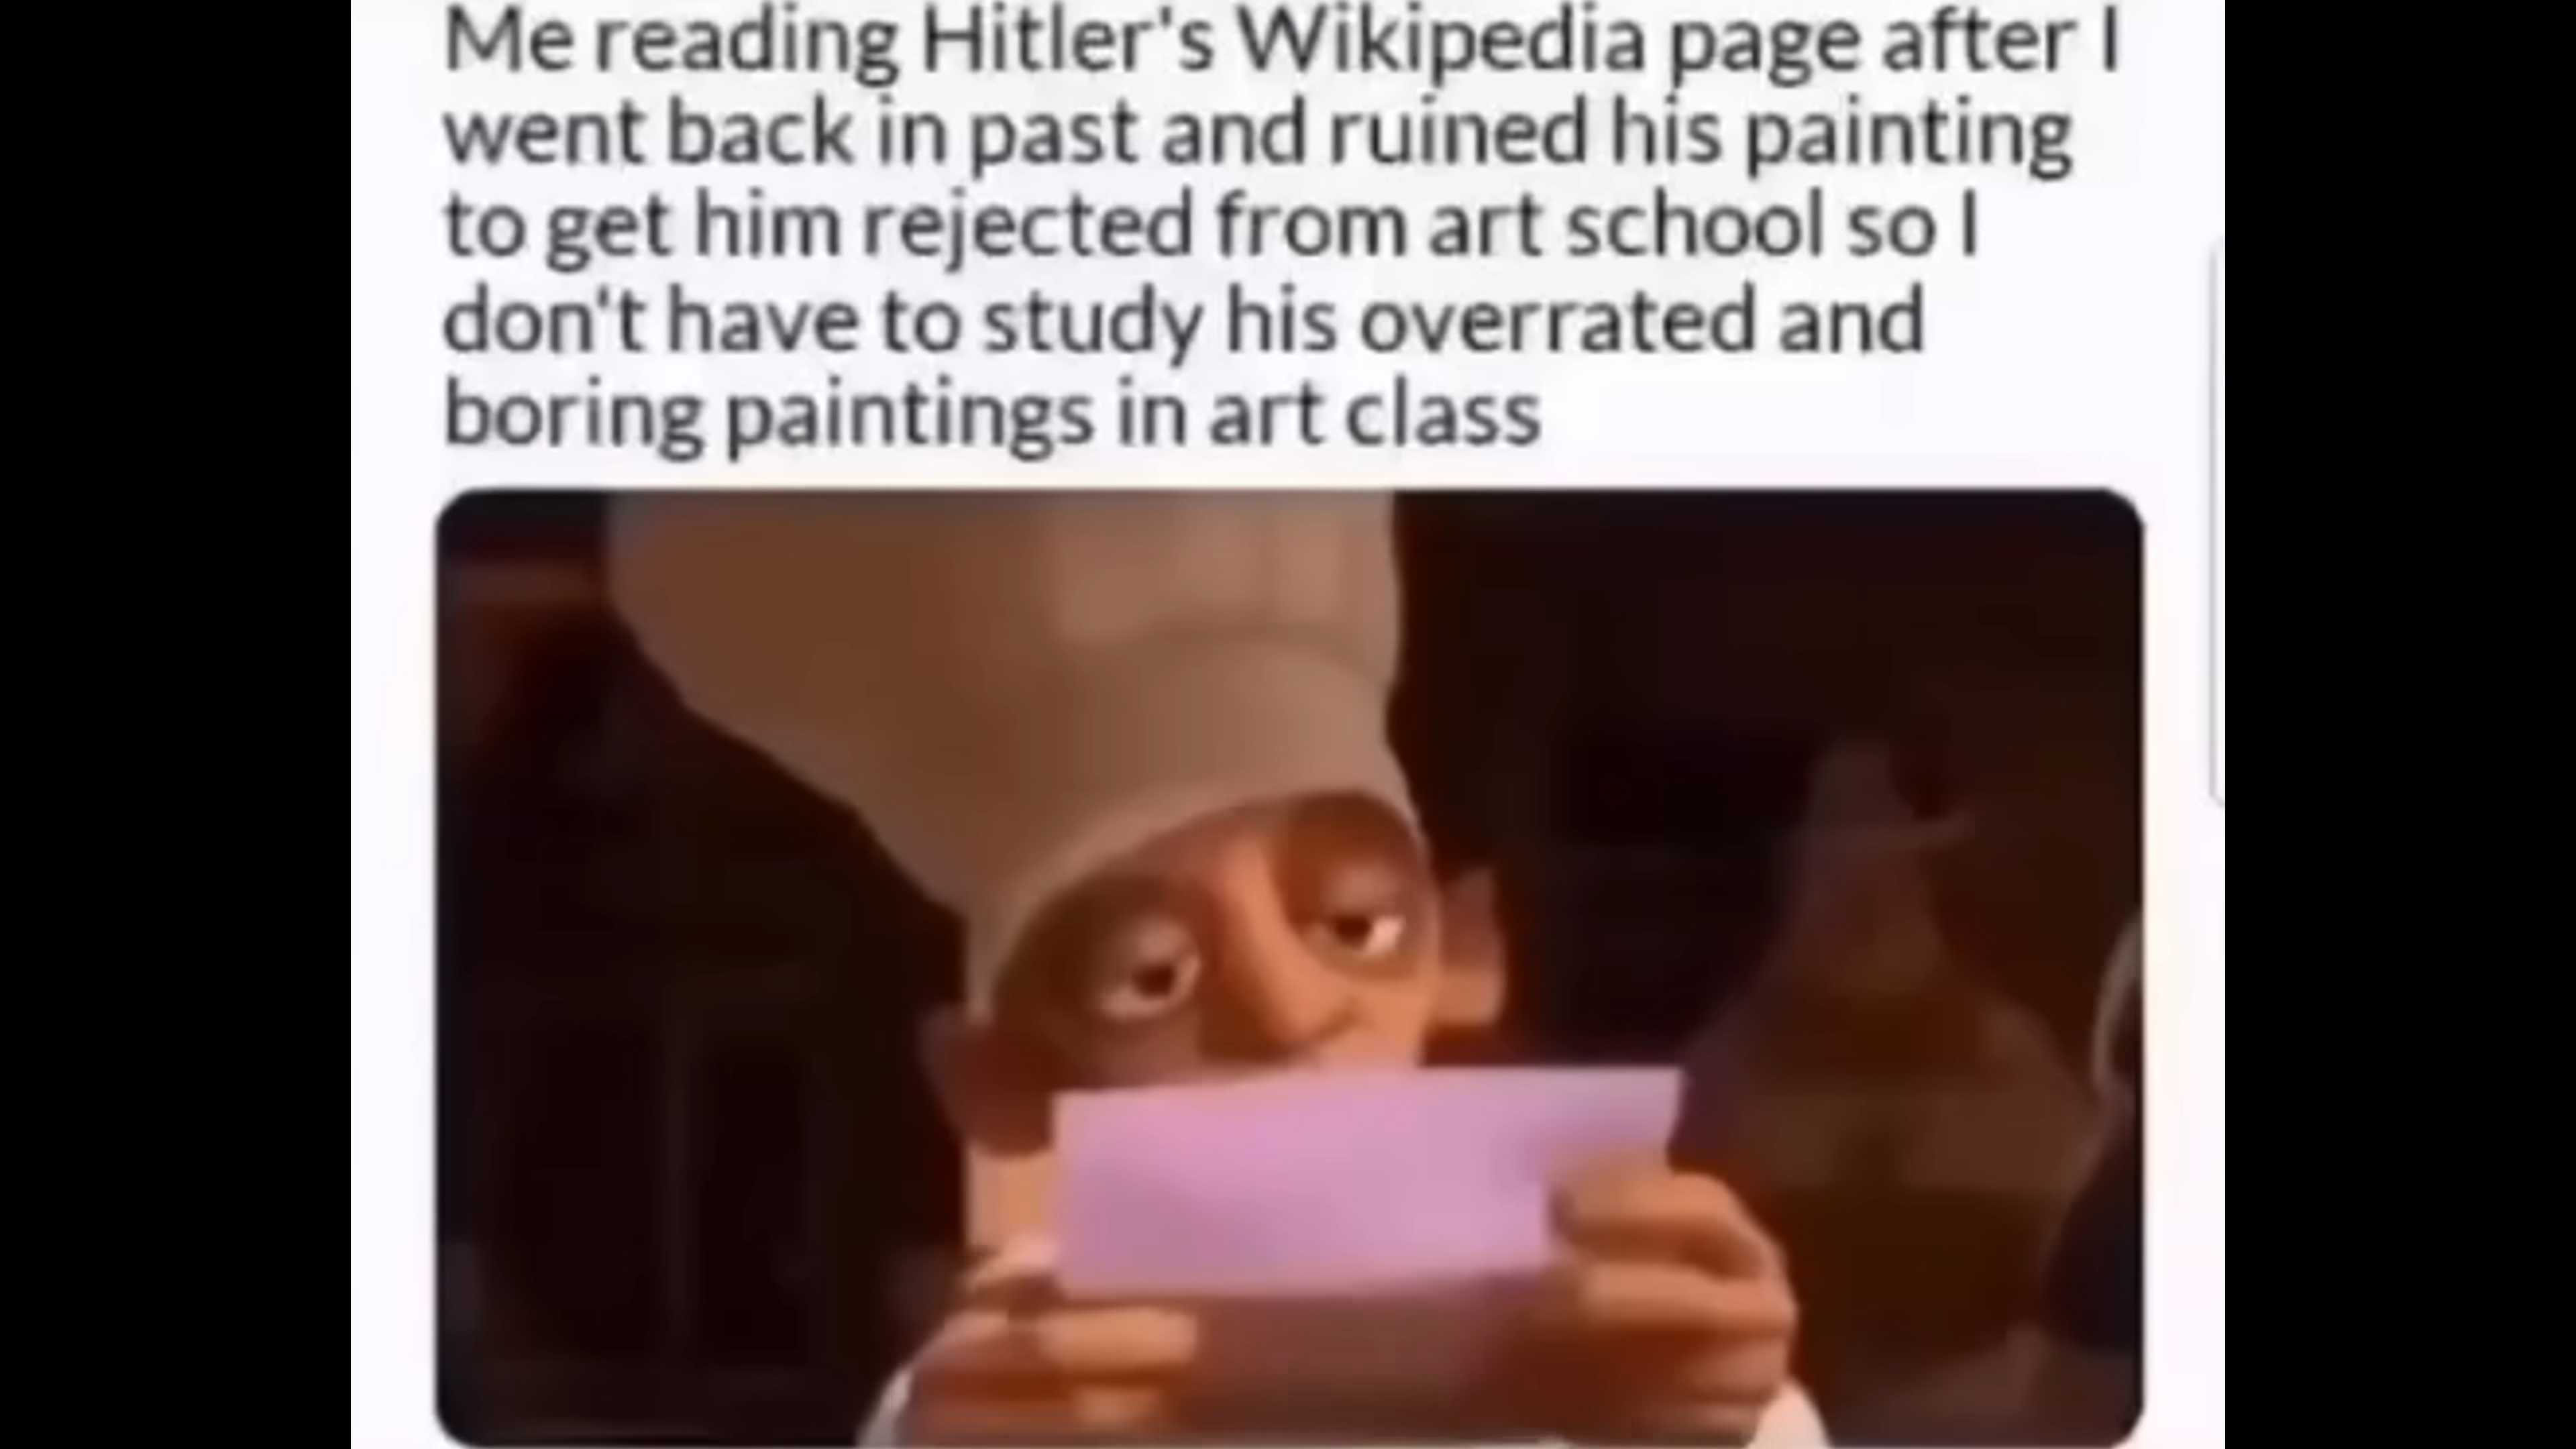 Me reading Hitler's Wikipedia page after I
went back in past and ruined his painting
to get him rejected from art school so I
don't have to study his overrated and
boring paintings in art class